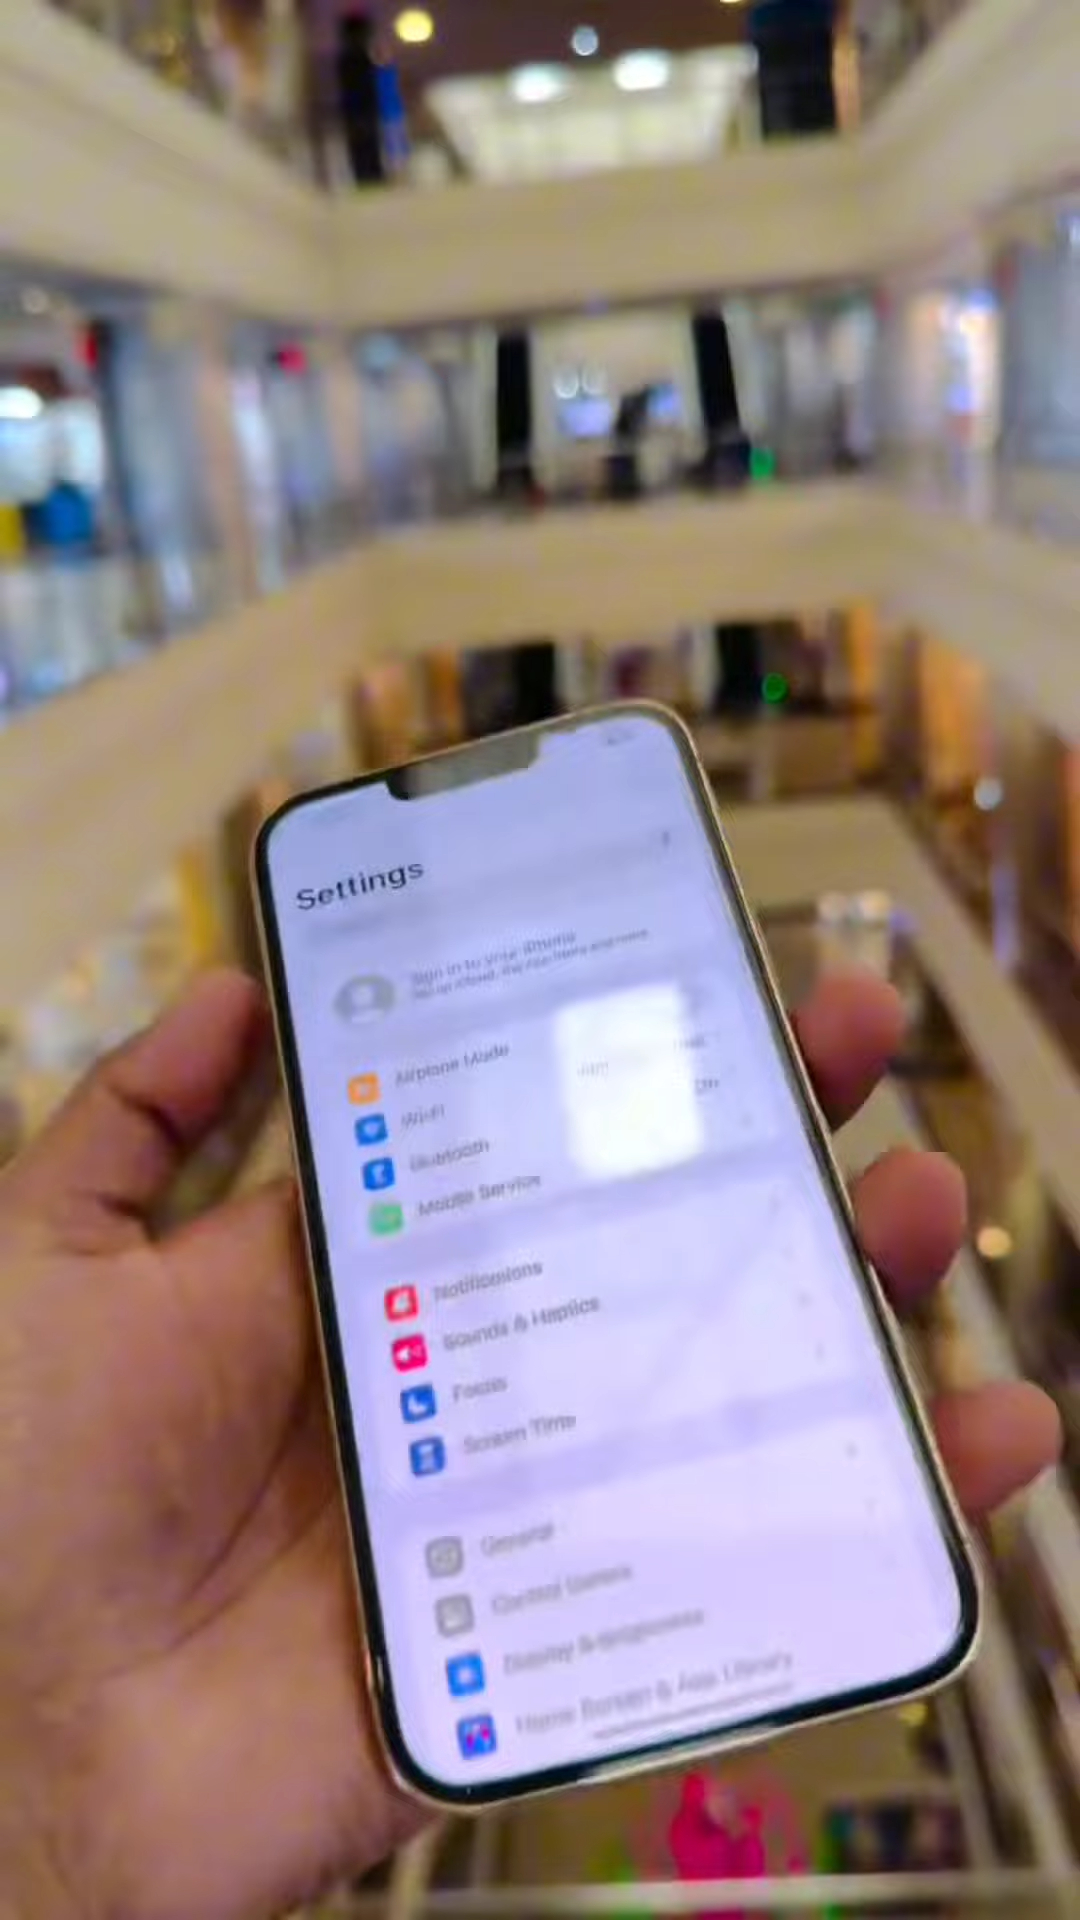 Settings
Sign in to your iPhone
Airplane Mode
Wi-Fi
Bluetooth
On
Mobile Service
Notifications
Sounds & Haptics
Focus
Screen Time
General
Control Centre
Display & Brightness
Home Screen & App Library